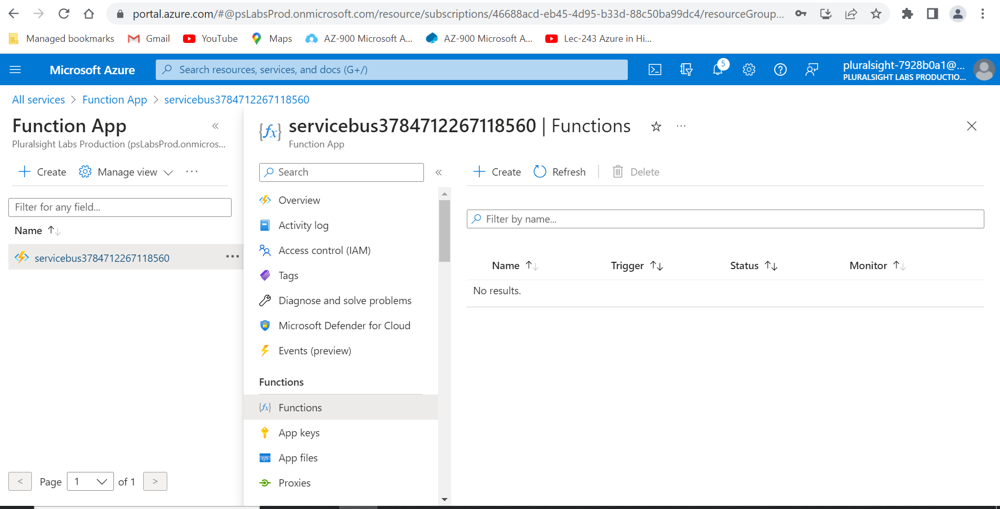 portal.azure.com/#@psLabsProd.onmicrosoft.com/resource/subscriptions/46688acd-eb45-4d95-b33d-88c50ba99dc4/resourceGroup...
Managed bookmarks
Gmail
YouTube
Maps
AZ-900 Microsoft A...
AZ-900 Microsoft A...
Lec-243 Azure in Hi...
Microsoft Azure
Search resources, services, and docs (G+/)
5
pluralsight-7928b0a1@...
PLURALSIGHT LABS PRODUCTIO...
All services > Function App > servicebus3784712267118560
Function App
Pluralsight Labs Production (psLabsProd.onmicros...
Create
Manage view
Filter for any field...
Name
servicebus3784712267118560
< Page 1 of 1 >
servicebus3784712267118560 | Functions
Function App
Search
Overview
Activity log
Access control (IAM)
Tags
Diagnose and solve problems
Microsoft Defender for Cloud
Events (preview)
Functions
Functions
App keys
App files
Proxies
Create
Refresh
Delete
Filter by name...
Name
Trigger
Status
Monitor
No results.